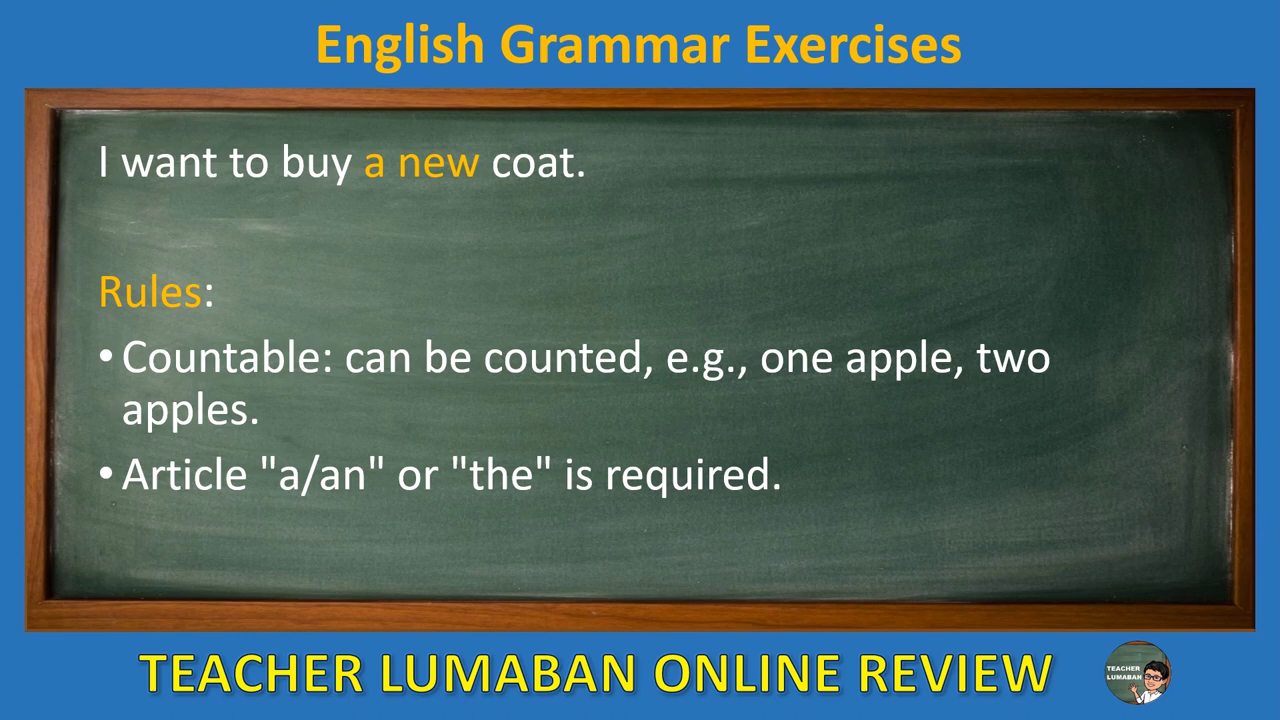 English Grammar Exercises
I want to buy a new coat.
Rules:
• Countable: can be counted, e.g., one apple, two
apples.
• Article "a/an" or "the" is required.
TEACHER LUMABAN ONLINE REVIEW
TEACHER
LUMABAN